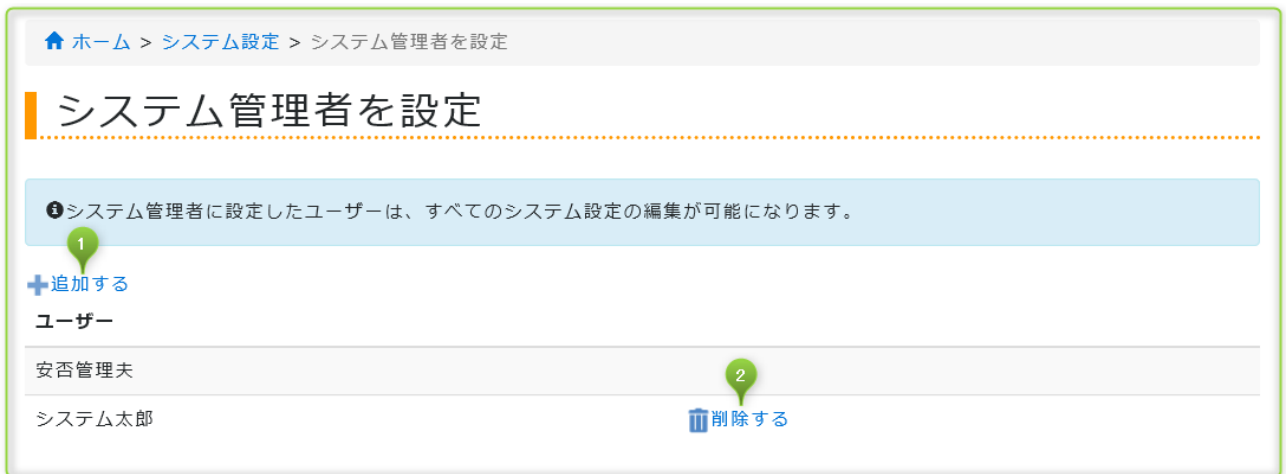 ホーム > システム設定 > システム管理者を設定
システム管理者を設定
システム管理者に設定したユーザーは、すべてのシステム設定の編集が可能になります。
1
追加する
ユーザー
安否管理夫
2
システム太郎 削除する